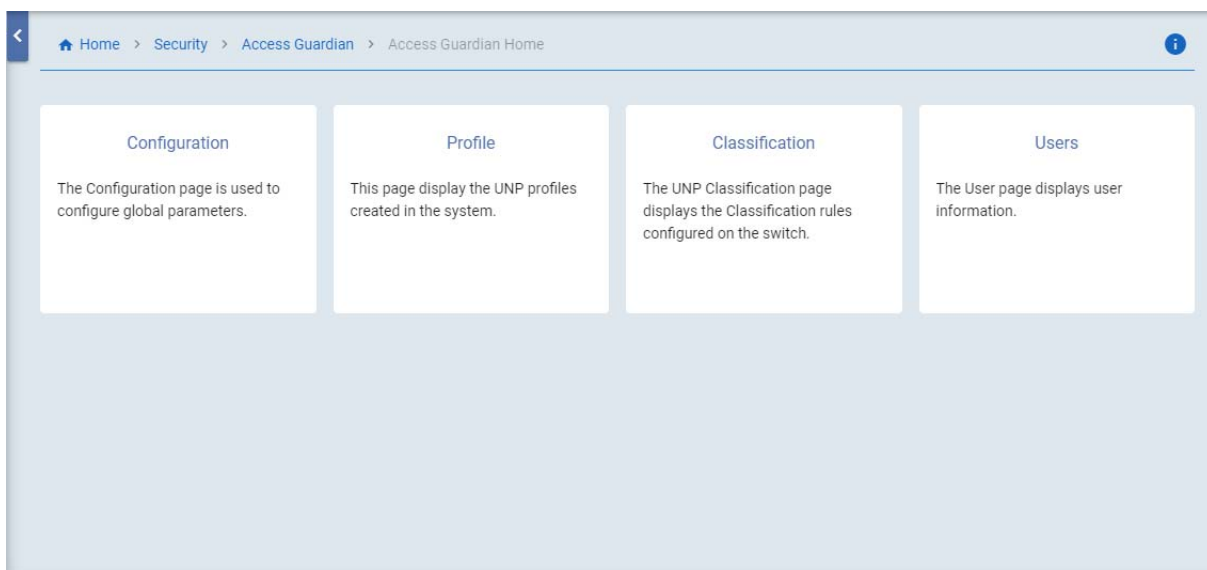 Home > Security > Access Guardian > Access Guardian Home
Configuration
The Configuration page is used to
configure global parameters.
Profile
This page display the UNP profiles
created in the system.
Classification
The UNP Classification page
displays the Classification rules
configured on the switch.
Users
The User page displays user
information.